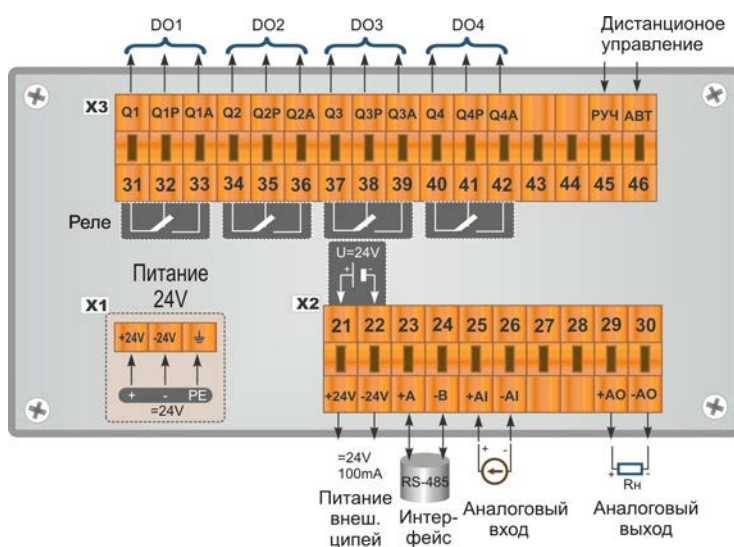 DO1 DO2 DO3 DO4
Дистанционое
управление
X3
Q1 Q1P Q1A Q2 Q2P Q2A Q3 Q3P Q3A Q4 Q4P Q4A РУЧ АВТ
31 32 33 34 35 36 37 38 39 40 41 42 43 44 45 46
Реле
U=24V
+ -
Питание
24V
X1
+24V -24V
+ - PE
=24V
X2
21 22 23 24 25 26 27 28 29 30
+24V -24V +A -B +AI -AI +AO -AO
=24V
100mA
Питание
внеш.
ципей
RS-485
Интер-
фейс
+ -
Аналоговый
вход
+ -
Rн
Аналоговый
выход